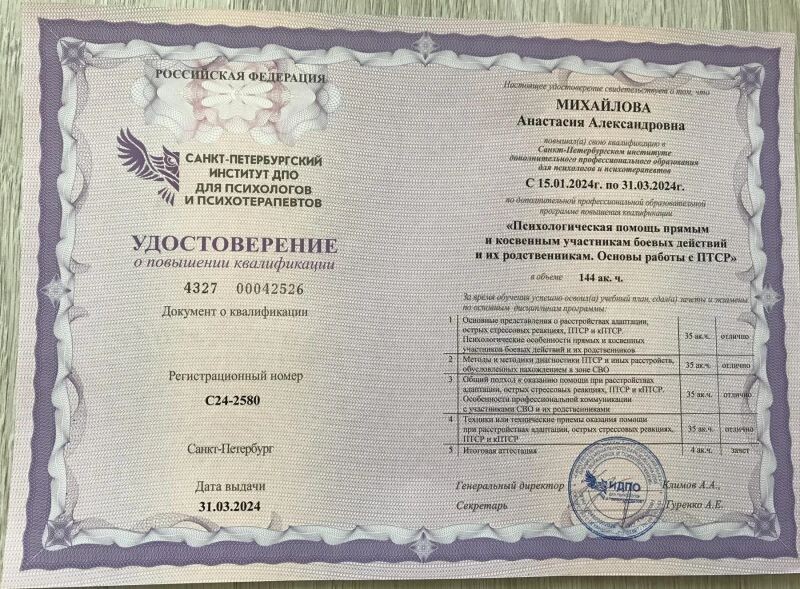 РОССИЙСКАЯ ФЕДЕРАЦИЯ
САНКТ-ПЕТЕРБУРГСКИЙ
ИНСТИТУТ ДПО
ДЛЯ ПСИХОЛОГОВ
И ПСИХОТЕРАПЕВТОВ
УДОСТОВЕРЕНИЕ
о повышении квалификации
4327 00042526
Документ о квалификации
Регистрационный номер
С24-2580
Санкт-Петербург
Дата выдачи
31.03.2024
Настоящее удостоверение свидетельствует о том, что
МИХАЙЛОВА
Анастасия Александровна
повышал(а) свою квалификацию в
Санкт-Петербургском институте
дополнительного профессионального образования
для психологов и психотерапевтов
С 15.01.2024г. по 31.03.2024г.
по дополнительной профессиональной образовательной
программе повышения квалификации
«Психологическая помощь прямым
и косвенным участникам боевых действий
и их родственникам. Основы работы с ПТСР»
в объеме 144 ак. ч.
За время обучения успешно освоил(а) учебный план, сдал(а) зачеты и экзамены
по основным дисциплинам программы:
1 Основные представления о расстройствах адаптации,
острых стрессовых реакциях, ПТСР и кПТСР.
Психологические особенности прямых и косвенных
участников боевых действий и их родственников
35 ак.ч. отлично
2 Методы и методики диагностики ПТСР и иных расстройств,
обусловленных нахождением в зоне СВО
35 ак.ч. отлично
3 Общий подход к оказанию помощи при расстройствах
адаптации, острых стрессовых реакциях, ПТСР и кПТСР.
Особенности профессиональной коммуникации
с участниками СВО и их родственниками
35 ак.ч. отлично
4 Техники или технические приемы оказания помощи
при расстройствах адаптации, острых стрессовых реакциях,
ПТСР и кПТСР
35 ак.ч. отлично
5 Итоговая аттестация 4 ак.ч. зачет
Генеральный директор Климов А.А.
Секретарь Гуренко А.Е.
ИДПО